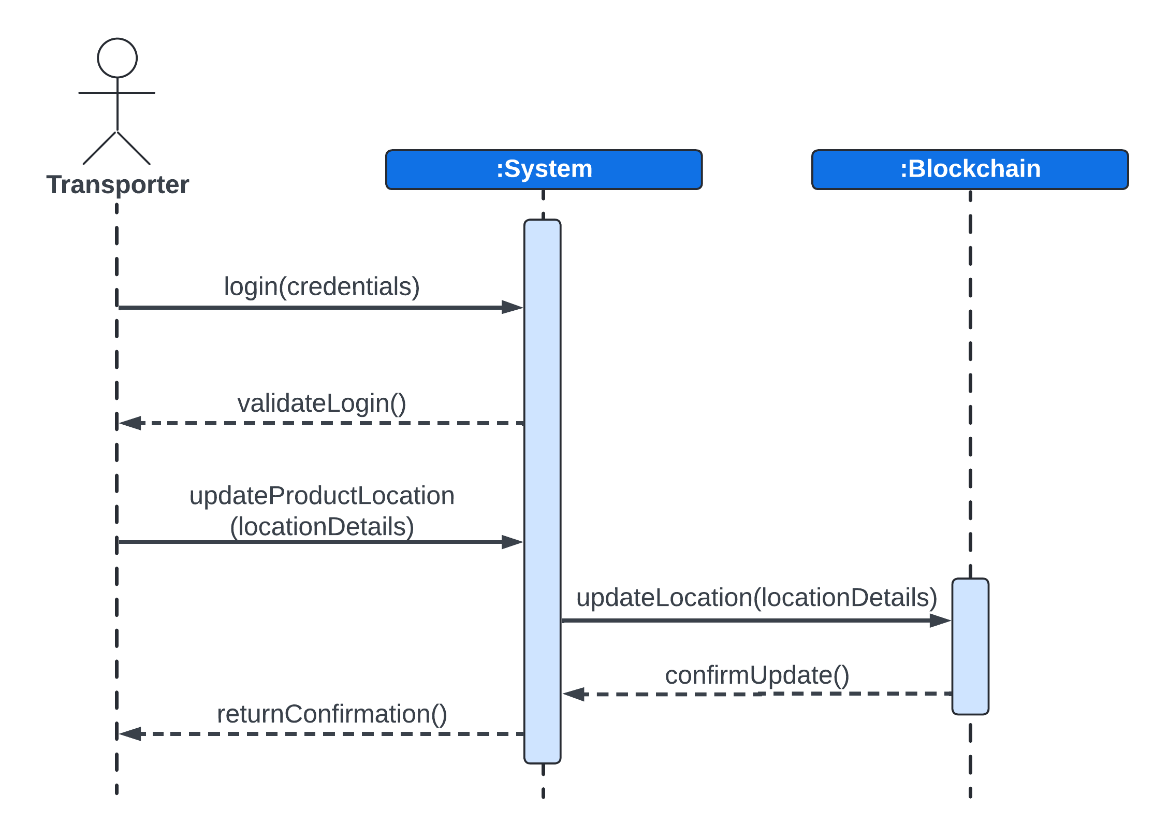 Transporter
:System
:Blockchain
login(credentials)
validateLogin()
updateProductLocation
(locationDetails)
updateLocation(locationDetails)
confirmUpdate()
returnConfirmation()